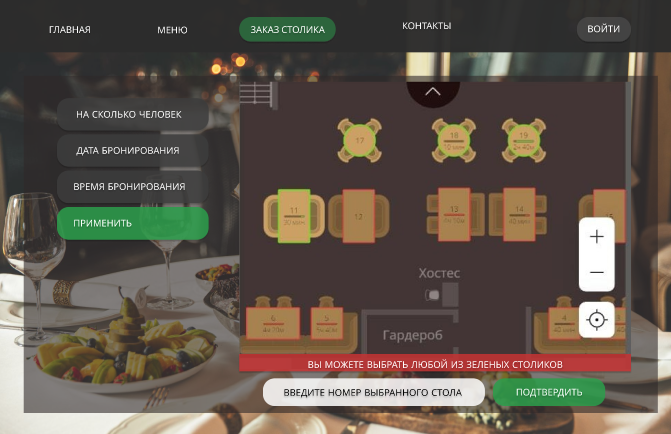 ГЛАВНАЯ
МЕНЮ
ЗАКАЗ СТОЛИКА
КОНТАКТЫ
ВОЙТИ
НА СКОЛЬКО ЧЕЛОВЕК
ДАТА БРОНИРОВАНИЯ
ВРЕМЯ БРОНИРОВАНИЯ
ПРИМЕНИТЬ
17
18
19
11
30 мин
12
13
14
Хостес
6
5
4
Гардероб
ВЫ МОЖЕТЕ ВЫБРАТЬ ЛЮБОЙ ИЗ ЗЕЛЕНЫХ СТОЛИКОВ
ВВЕДИТЕ НОМЕР ВЫБРАННОГО СТОЛА
ПОДТВЕРДИТЬ